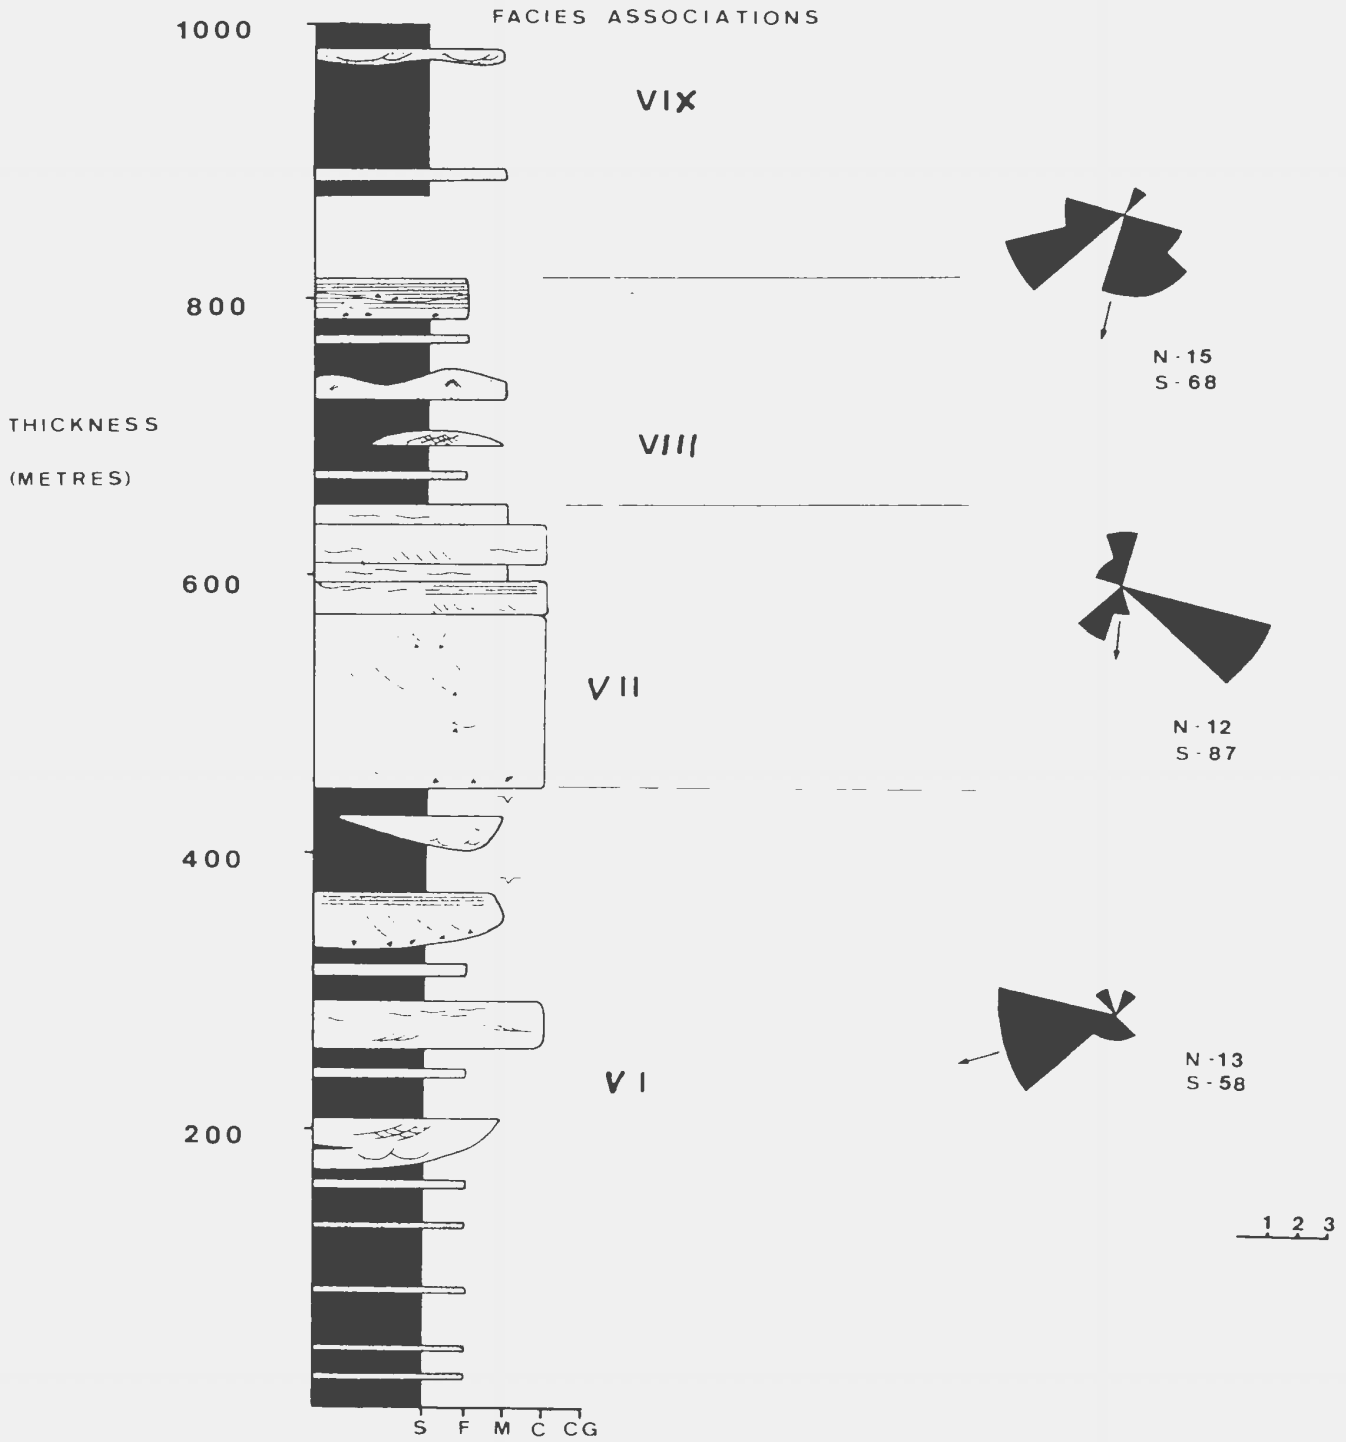 FACIES ASSOCIATIONS
1000
VIX
800
N - 15
S - 68
THICKNESS
(METRES)
VIII
600
VII
N - 12
S - 87
400
N - 13
S - 58
VI
200
1 2 3
S F M C CG